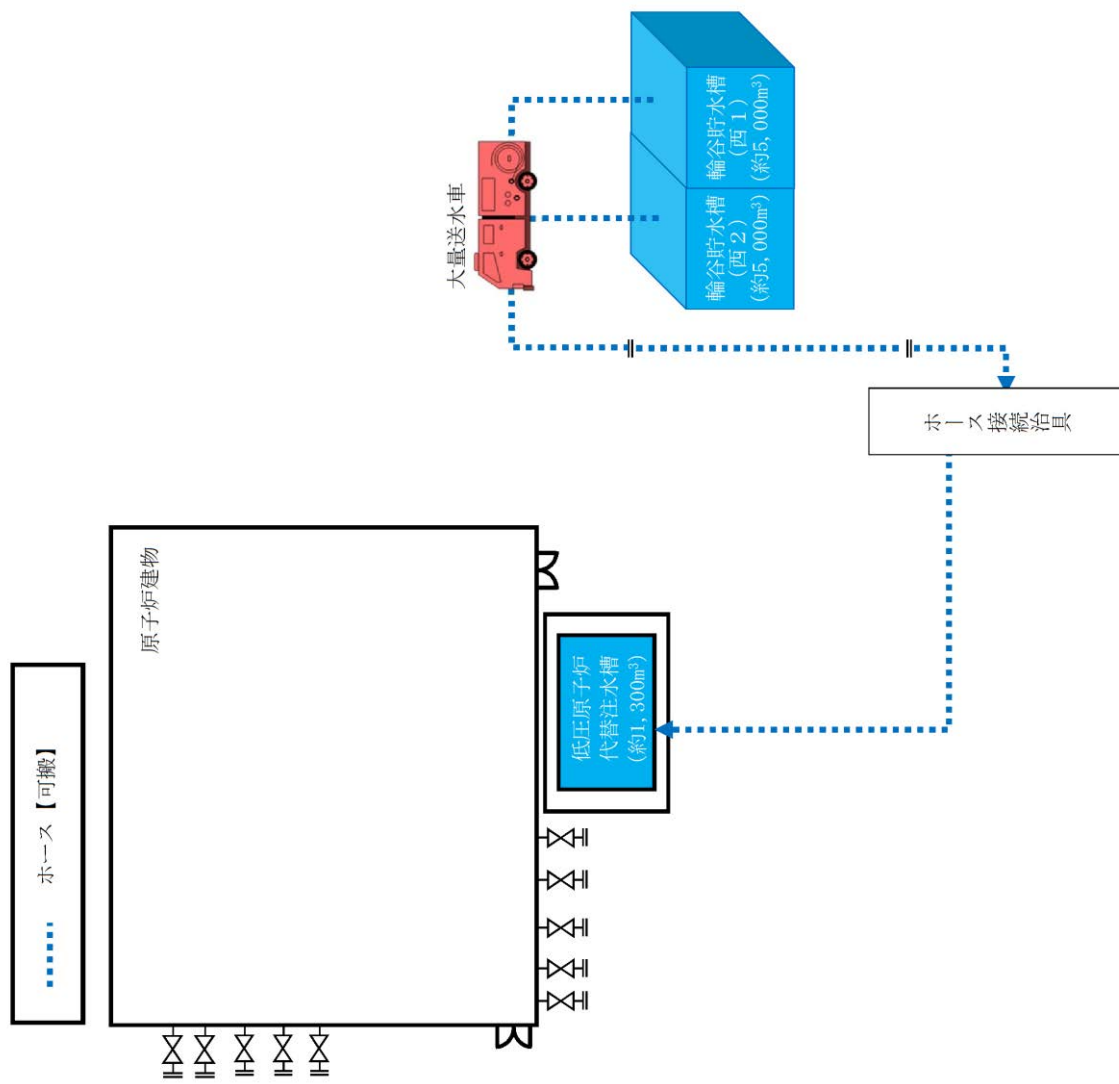 ホース【可搬】
原子炉建物
低圧原子炉
代替注水槽
(約1,300m³)
大量送水車
輪谷貯水槽
(西2)
(約5,000m³)
輪谷貯水槽
(西1)
(約5,000m³)
ホース接続治具